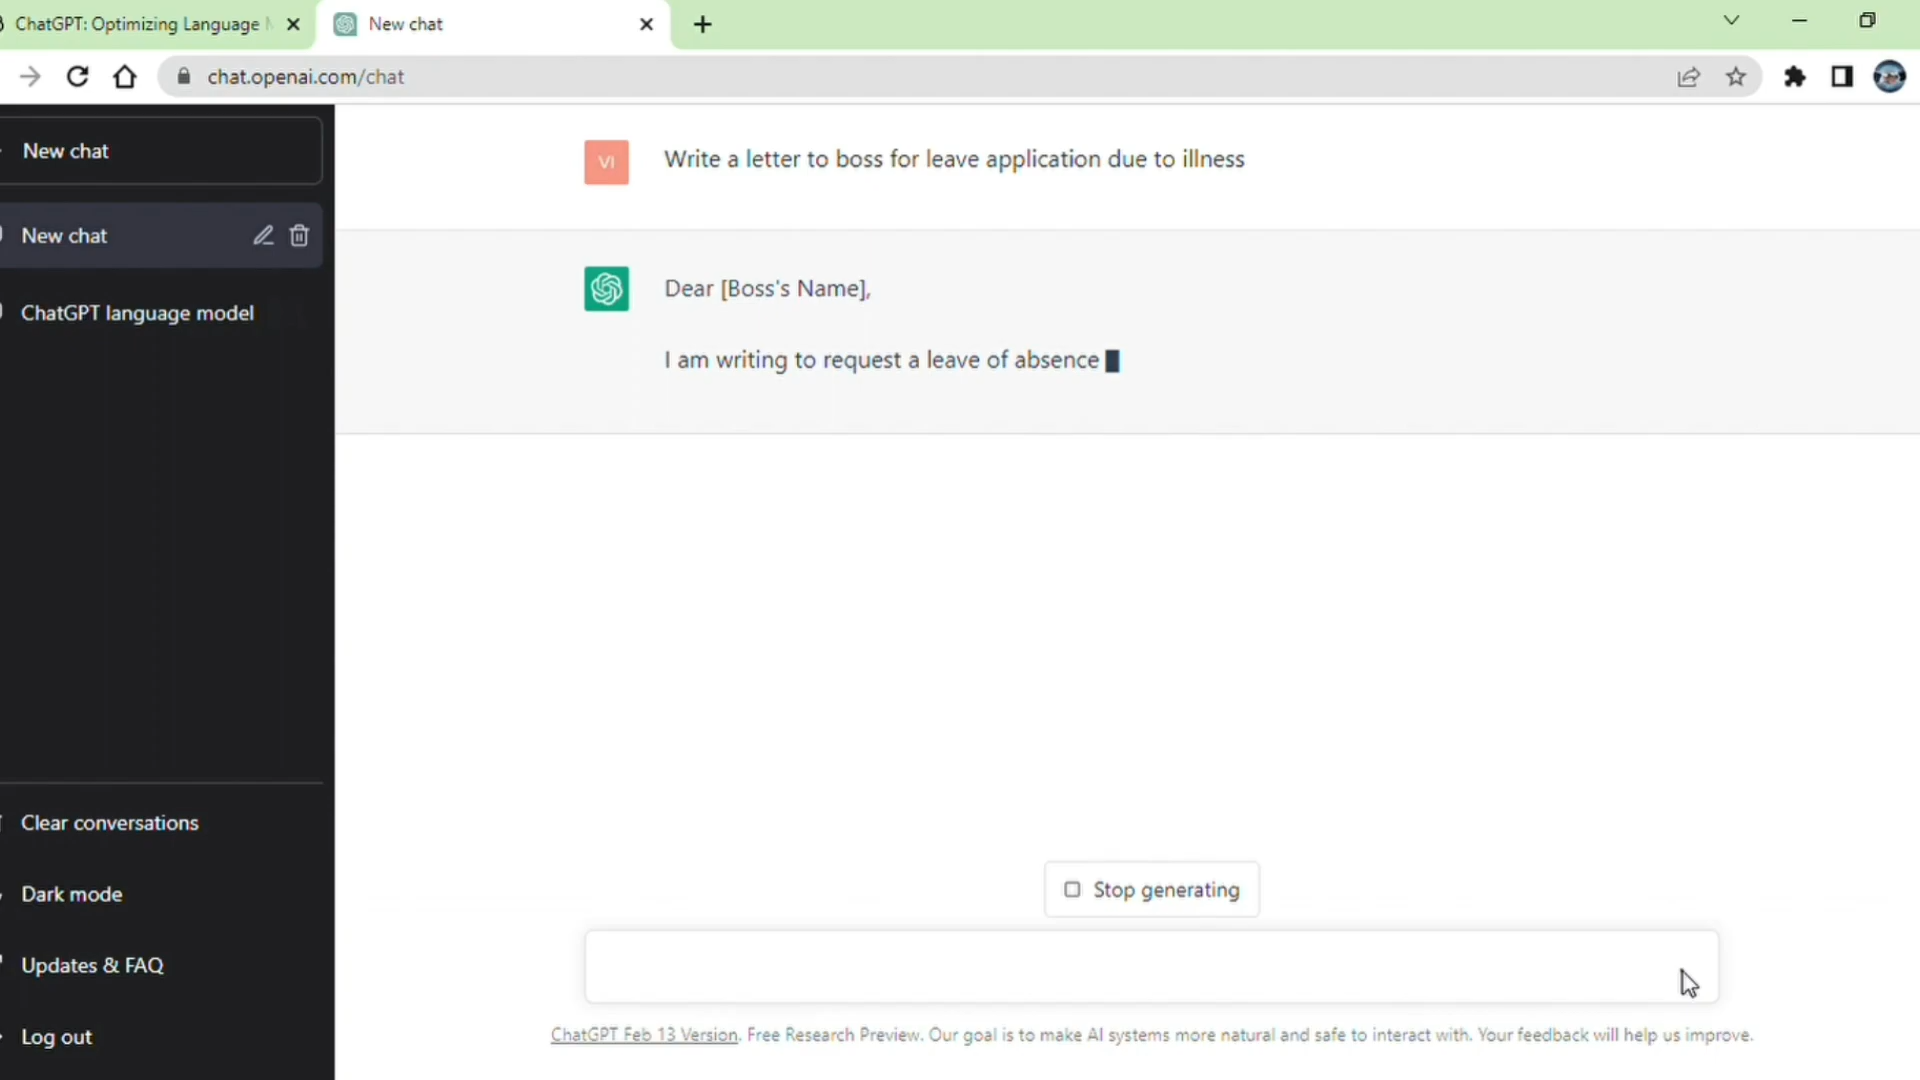 ChatGPT: Optimizing Language
New chat
chat.openai.com/chat
New chat
New chat
ChatGPT language model
Clear conversations
Dark mode
Updates & FAQ
Log out
VI
Write a letter to boss for leave application due to illness
Dear [Boss's Name],
I am writing to request a leave of absence
Stop generating
ChatGPT Feb 13 Version. Free Research Preview. Our goal is to make AI systems more natural and safe to interact with. Your feedback will help us improve.